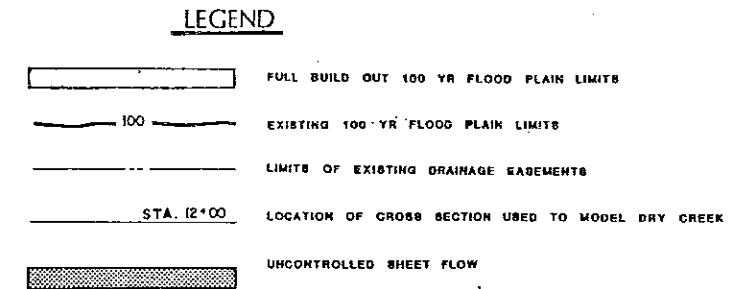 LEGEND
FULL BUILD OUT 100 YR FLOOD PLAIN LIMITS
100
EXISTING 100 YR FLOOD PLAIN LIMITS
LIMITS OF EXISTING DRAINAGE EASEMENTS
STA. 12+00
LOCATION OF CROSS SECTION USED TO MODEL DRY CREEK
UNCONTROLLED SHEET FLOW